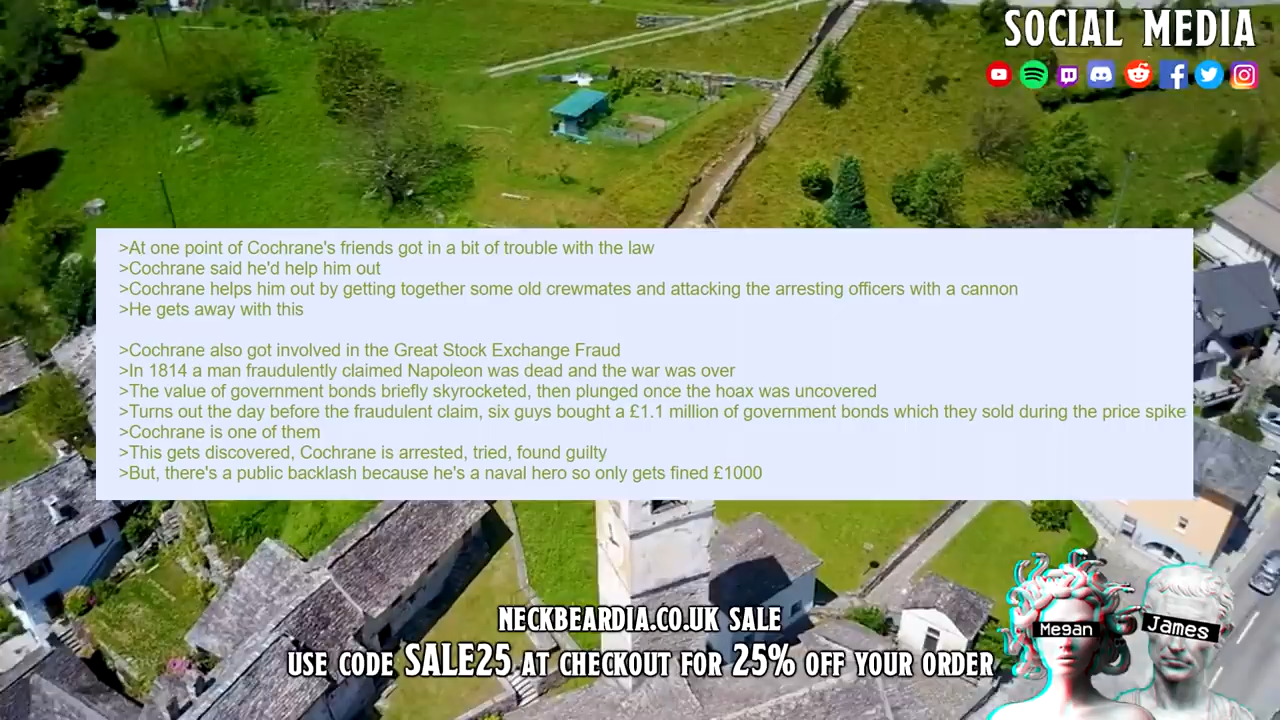 SOCIAL MEDIA
>At one point of Cochrane's friends got in a bit of trouble with the law
>Cochrane said he'd help him out
>Cochrane helps him out by getting together some old crewmates and attacking the arresting officers with a cannon
>He gets away with this
>Cochrane also got involved in the Great Stock Exchange Fraud
>In 1814 a man fraudulently claimed Napoleon was dead and the war was over
>The value of government bonds briefly skyrocketed, then plunged once the hoax was uncovered
>Turns out the day before the fraudulent claim, six guys bought a £1.1 million of government bonds which they sold during the price spike
>Cochrane is one of them
>This gets discovered, Cochrane is arrested, tried, found guilty
>But, there's a public backlash because he's a naval hero so only gets fined £1000
NECKBEARDIA.CO.UK SALE
USE CODE SALE25 AT CHECKOUT FOR 25% OFF YOUR ORDER
Megan
James